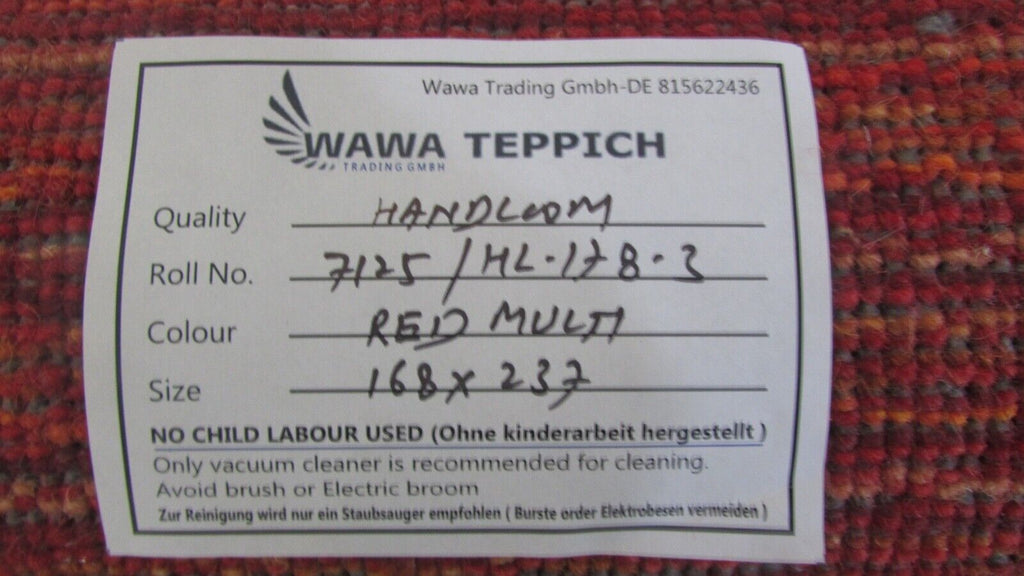 Wawa Trading Gmbh-DE 815622436
WAWA TEPPICH
TRADING GMBH
Quality HANDLOOM
Roll No. 7125/HL-178-3
Colour RED MULTI
Size 168x237
NO CHILD LABOUR USED (Ohne kinderarbeit hergestellt )
Only vacuum cleaner is recommended for cleaning.
Avoid brush or Electric broom
Zur Reinigung wird nur ein Staubsauger empfohlen ( Burste order Elektrobesen vermeiden )